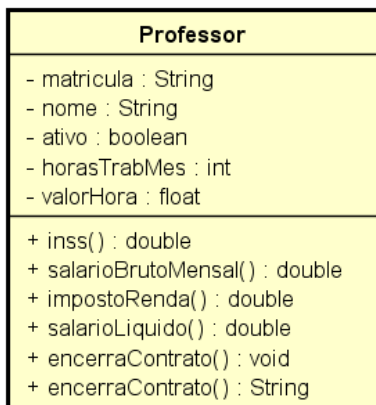 Professor
- matricula : String
- nome : String
- ativo : boolean
- horasTrabMes : int
- valorHora : float
+ inss() : double
+ salarioBrutoMensal() : double
+ impostoRenda() : double
+ salarioLiquido() : double
+ encerraContrato() : void
+ encerraContrato() : String